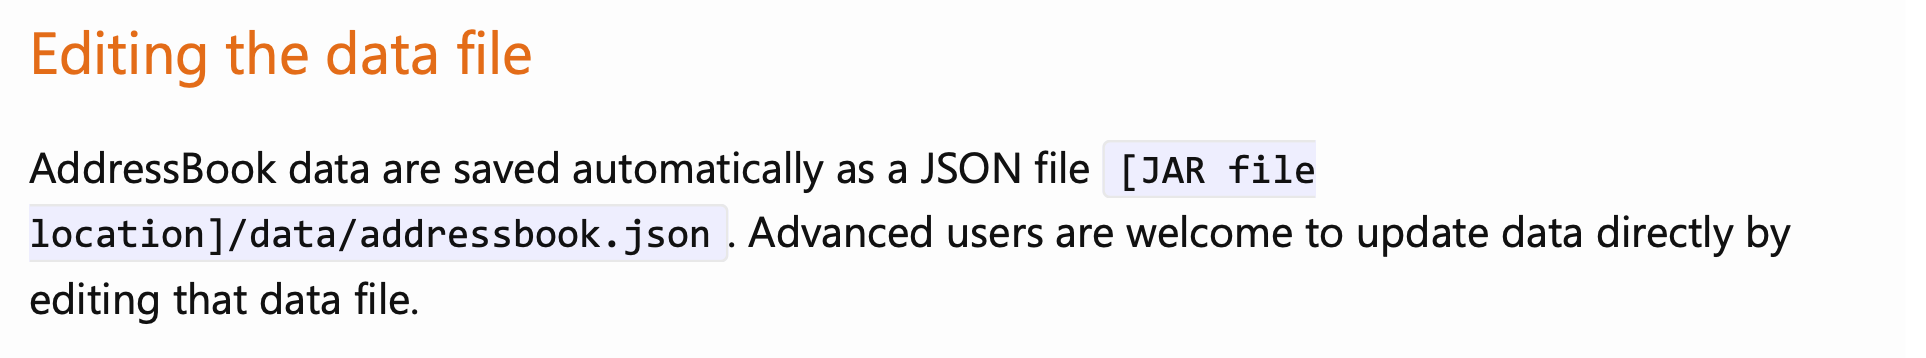 Editing the data file
AddressBook data are saved automatically as a JSON file [JAR file
location]/data/addressbook.json . Advanced users are welcome to update data directly by
editing that data file.